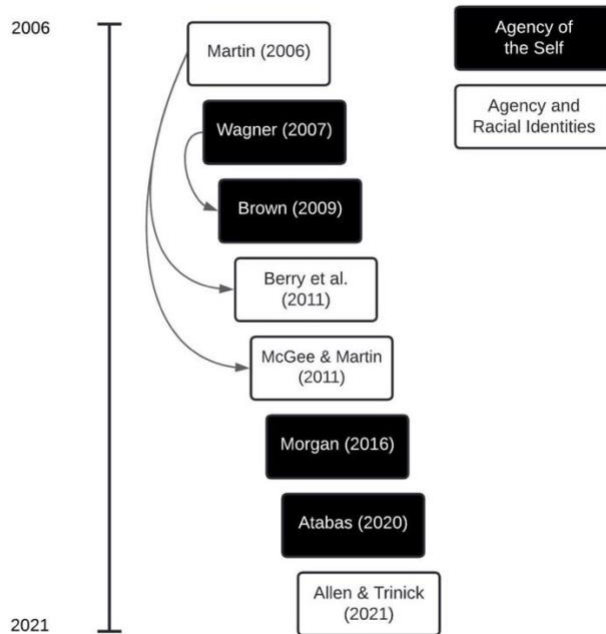 2006
Martin (2006)
Agency of
the Self
Wagner (2007)
Agency and
Racial Identities
Brown (2009)
Berry et al.
(2011)
McGee & Martin
(2011)
Morgan (2016)
Atabas (2020)
Allen & Trinick
(2021)
2021